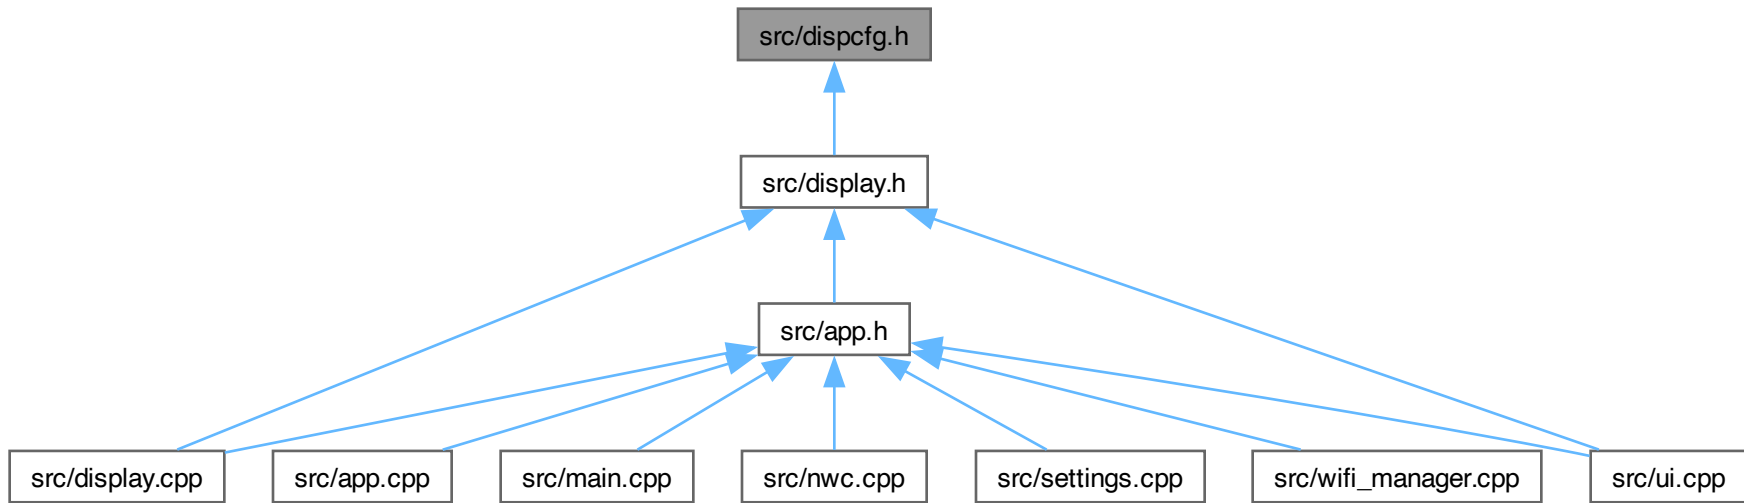 src/dispcfg.h
src/display.h
src/app.h
src/display.cpp
src/app.cpp
src/main.cpp
src/nwc.cpp
src/settings.cpp
src/wifi_manager.cpp
src/ui.cpp